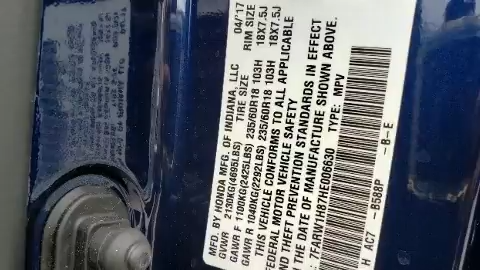 MFD. BY HONDA MFG. OF INDIANA, LLC 04/17
GVWR 2130KG(4695LBS) TIRE SIZE RIM SIZE
GAWR F 1100KG(2425LBS) 235/60R18 103H 18X7.5J
GAWR R 1040KG(2292LBS) 235/60R18 103H 18X7.5J
THIS VEHICLE CONFORMS TO ALL APPLICABLE
FEDERAL MOTOR VEHICLE SAFETY
AND THEFT PREVENTION STANDARDS IN EFFECT
ON THE DATE OF MANUFACTURE SHOWN ABOVE.
7FARW1H87HE006630 TYPE: MPV
H AC7 B588P -B-E